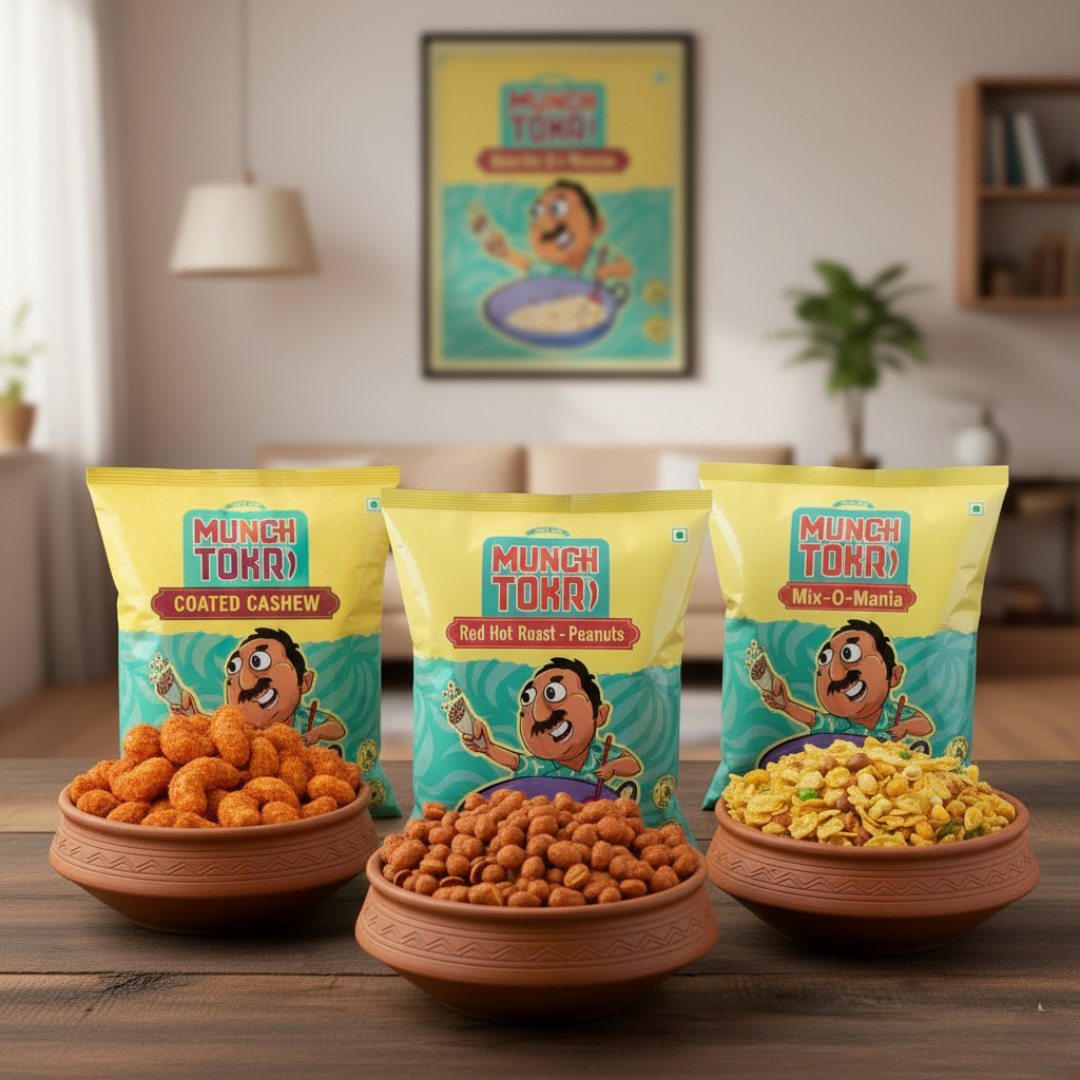 MUNCH
TOKRI
MUNCH
TOKRI
COATED CASHEW
MUNCH
TOKRI
Red Hot Roast - Peanuts
MUNCH
TOKRI
Mix-O-Mania